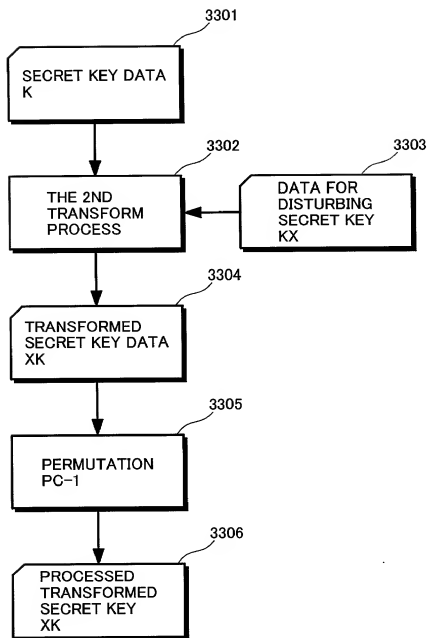 3301
SECRET KEY DATA
K
3302
3303
THE 2ND
TRANSFORM
PROCESS
DATA FOR
DISTURBING
SECRET KEY
KX
3304
TRANSFORMED
SECRET KEY DATA
XK
3305
PERMUTATION
PC-1
3306
PROCESSED
TRANSFORMED
SECRET KEY
XK